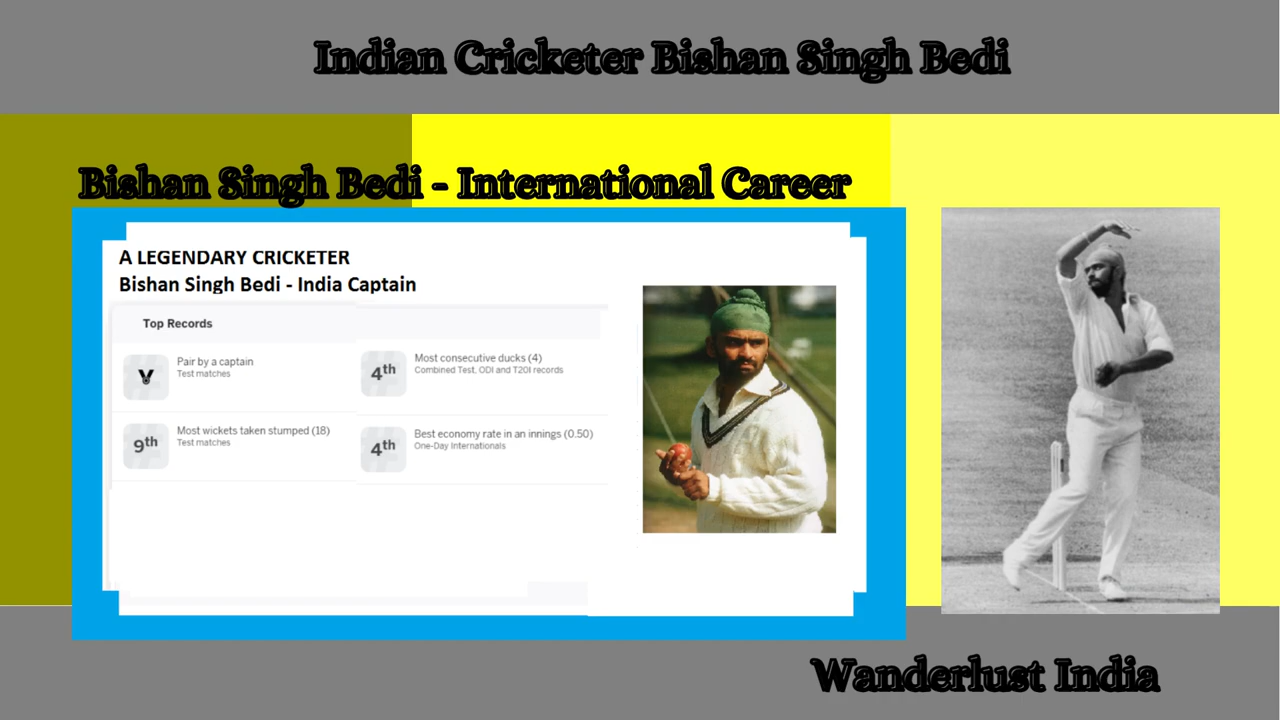 Indian Cricketer Bishan Singh Bedi
Bishan Singh Bedi - International Career
A LEGENDARY CRICKETER
Bishan Singh Bedi - India Captain
Top Records
Pair by a captain
Test matches
4th
Most consecutive ducks (4)
Combined Test, ODI and T20I records
9th
Most wickets taken stumped (18)
Test matches
4th
Best economy rate in an innings (0.50)
One-Day Internationals
Wanderlust India